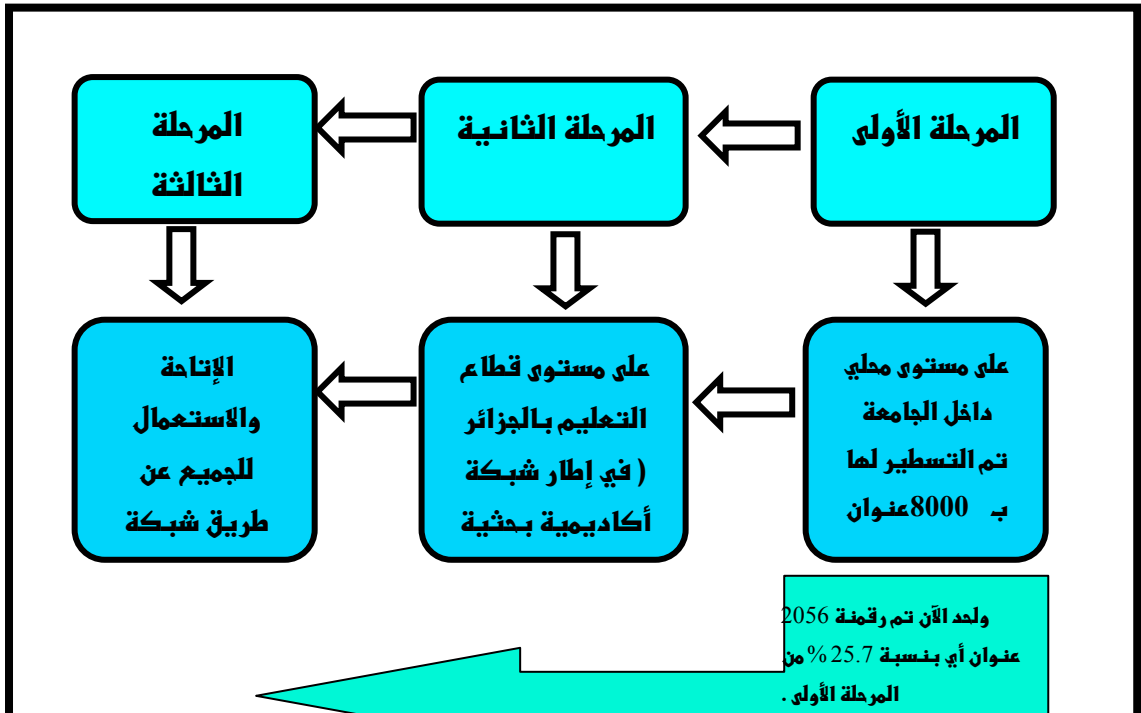 المرحلة الأولى
المرحلة الثانية
المرحلة
الثالثة
على مستوى محلي
داخل الجامعة
تم التسطير لها
ب 8000عنوان
على مستوى قطاع
التعليم بالجزائر
( في إطار شبكة
أكاديمية بحثية
الإتاحة
والاستعمال
للجميع عن
طريق شبكة
ولحد الآن تم رقمنة 2056
عنوان أي بنسبة 25.7 %من
المرحلة الأولى .